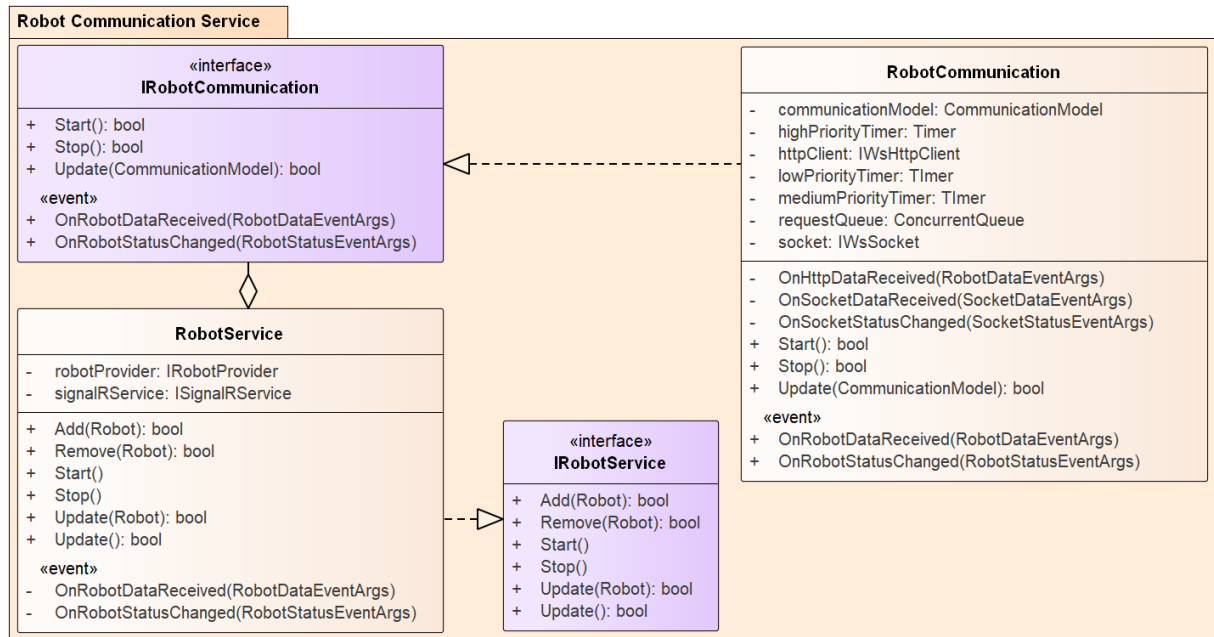 Robot Communication Service
«interface»
IRobotCommunication
+ Start(): bool
+ Stop(): bool
+ Update(CommunicationModel): bool
«event»
+ OnRobotDataReceived(RobotDataEventArgs)
+ OnRobotStatusChanged(RobotStatusEventArgs)
RobotService
- robotProvider: IRobotProvider
- signalRService: ISignalRService
+ Add(Robot): bool
+ Remove(Robot): bool
+ Start()
+ Stop()
+ Update(Robot): bool
+ Update(): bool
«event»
- OnRobotDataReceived(RobotDataEventArgs)
- OnRobotStatusChanged(RobotStatusEventArgs)
«interface»
IRobotService
+ Add(Robot): bool
+ Remove(Robot): bool
+ Start()
+ Stop()
+ Update(Robot): bool
+ Update(): bool
RobotCommunication
- communicationModel: CommunicationModel
- highPriorityTimer: Timer
- httpClient: IWsHttpClient
- lowPriorityTimer: TImer
- mediumPriorityTimer: TImer
- requestQueue: ConcurrentQueue
- socket: IWsSocket
- OnHttpDataReceived(RobotDataEventArgs)
- OnSocketDataReceived(SocketDataEventArgs)
- OnSocketStatusChanged(SocketStatusEventArgs)
+ Start(): bool
+ Stop(): bool
+ Update(CommunicationModel): bool
«event»
+ OnRobotDataReceived(RobotDataEventArgs)
+ OnRobotStatusChanged(RobotStatusEventArgs)